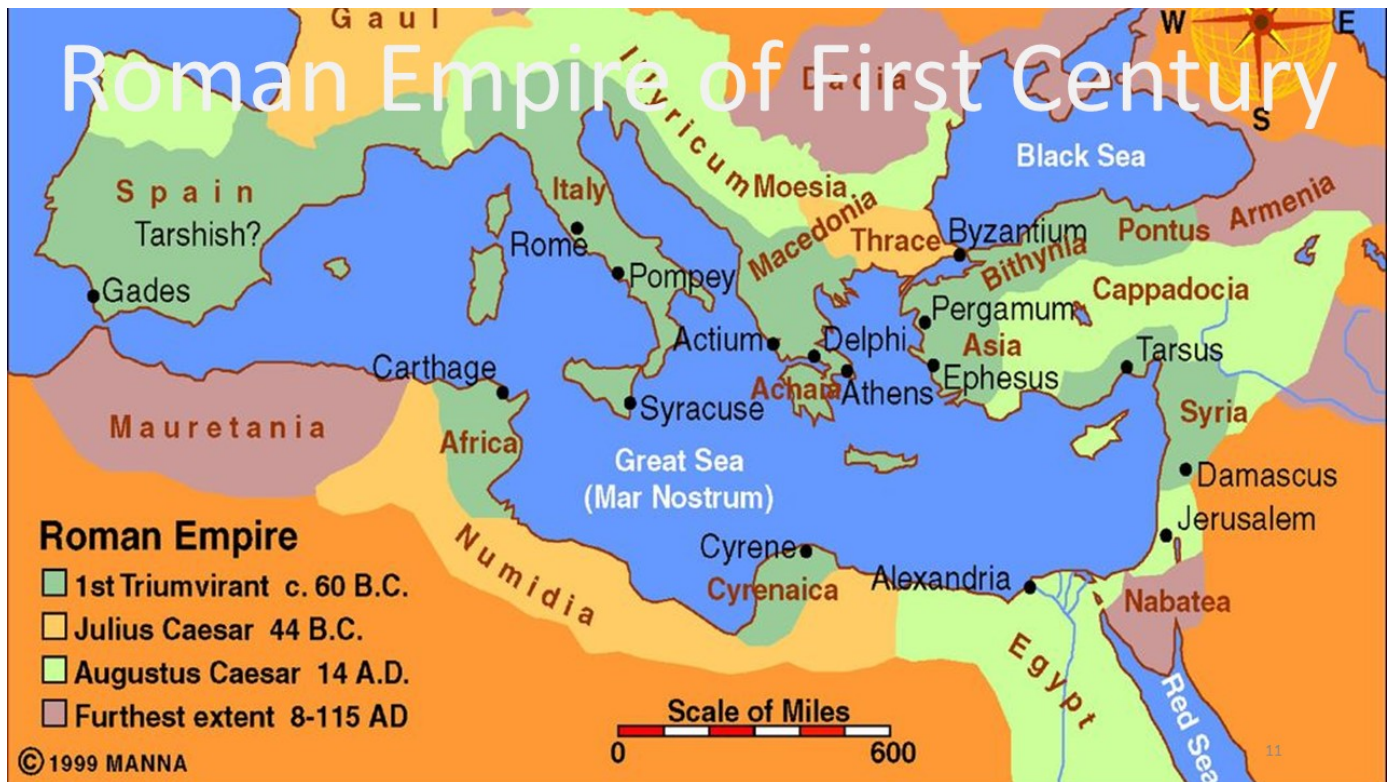 Gaul
W
E
S
Roman Empire of First Century
Illyricum
Dacia
Black Sea
Spain
Tarshish?
Gades
Italy
Rome
Pompey
Moesia
Macedonia
Thrace
Byzantium
Bithynia
Pontus
Armenia
Cappadocia
Pergamum
Asia
Ephesus
Tarsus
Actium
Delphi
Achaia
Athens
Carthage
Syracuse
Mauretania
Africa
Syria
Great Sea
(Mar Nostrum)
Damascus
Jerusalem
Numidia
Cyrene
Cyrenaica
Alexandria
Nabatea
Egypt
Red Sea
Roman Empire
1st Triumvirant c. 60 B.C.
Julius Caesar 44 B.C.
Augustus Caesar 14 A.D.
Furthest extent 8-115 AD
© 1999 MANNA
Scale of Miles
0 600
11